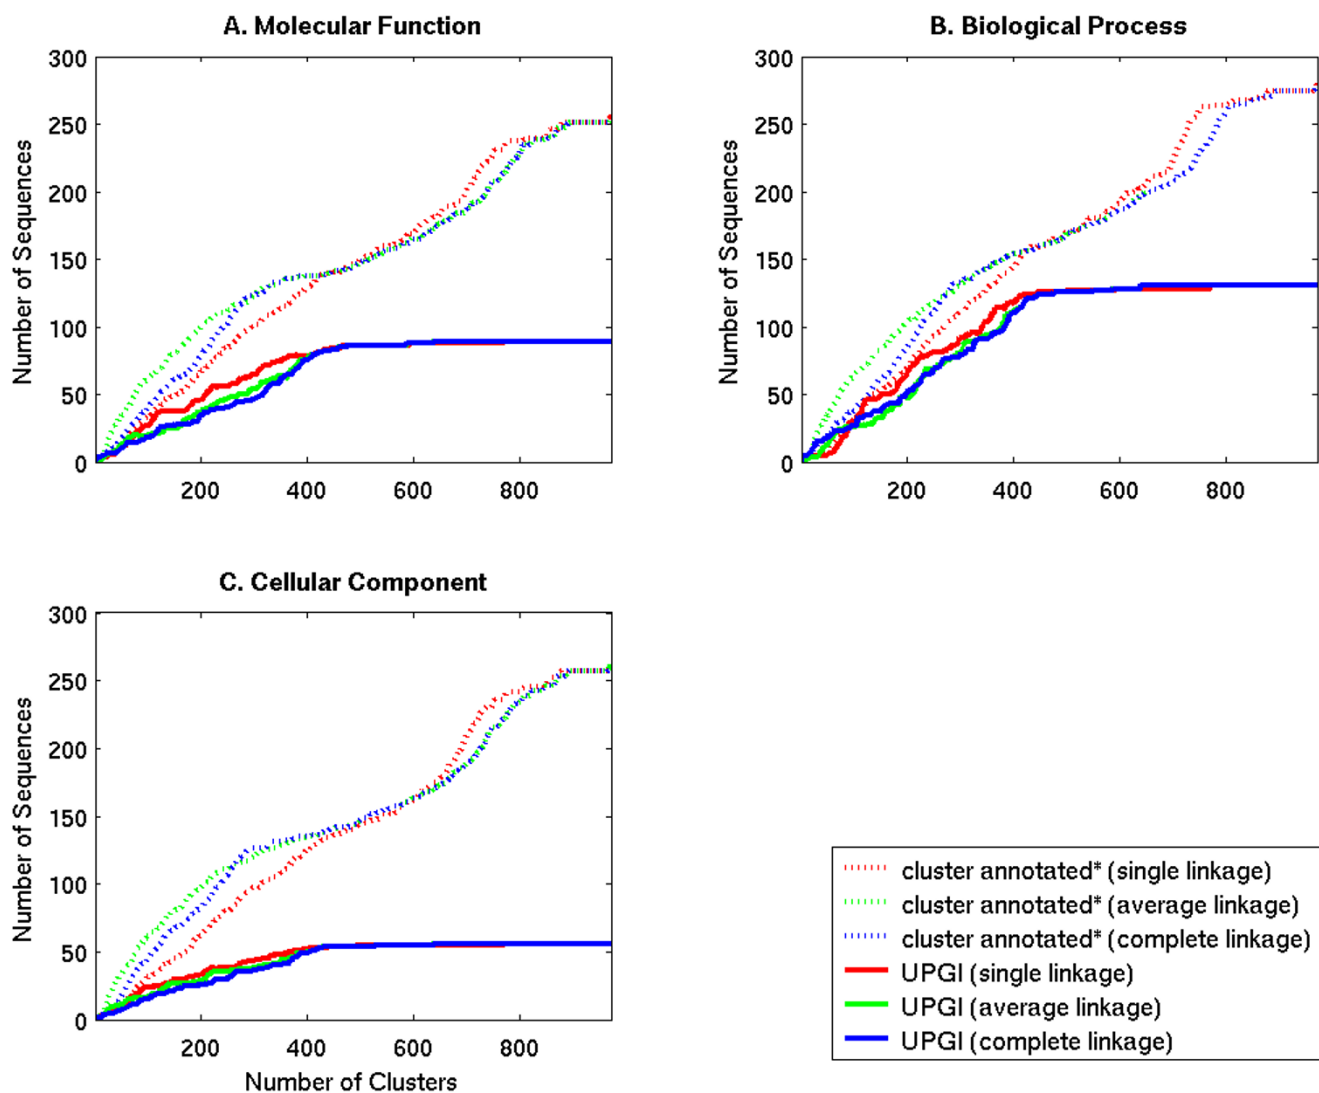 A. Molecular Function
300
250
200
150
100
50
0
Number of Sequences
200 400 600 800
B. Biological Process
300
250
200
150
100
50
0
Number of Sequences
200 400 600 800
C. Cellular Component
300
250
200
150
100
50
0
Number of Sequences
200 400 600 800
Number of Clusters
cluster annotated* (single linkage)
cluster annotated* (average linkage)
cluster annotated* (complete linkage)
UPGI (single linkage)
UPGI (average linkage)
UPGI (complete linkage)